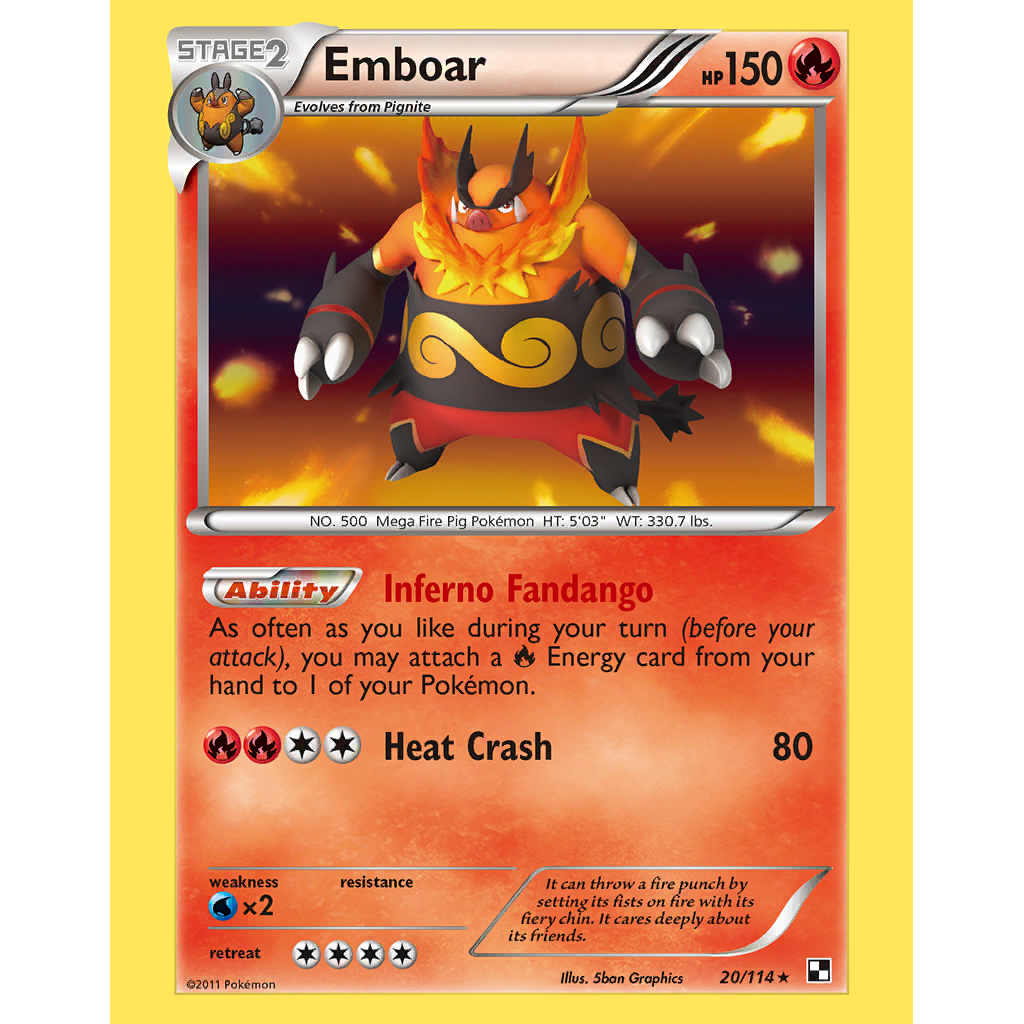 STAGE2
Emboar
HP150
Evolves from Pignite
NO. 500 Mega Fire Pig Pokémon HT: 5'03" WT: 330.7 lbs.
Ability Inferno Fandango
As often as you like during your turn (before your
attack), you may attach a Energy card from your
hand to 1 of your Pokémon.
Heat Crash 80
weakness resistance
×2
retreat
It can throw a fire punch by
setting its fists on fire with its
fiery chin. It cares deeply about
its friends.
©2011 Pokémon
Illus. 5ban Graphics 20/114★